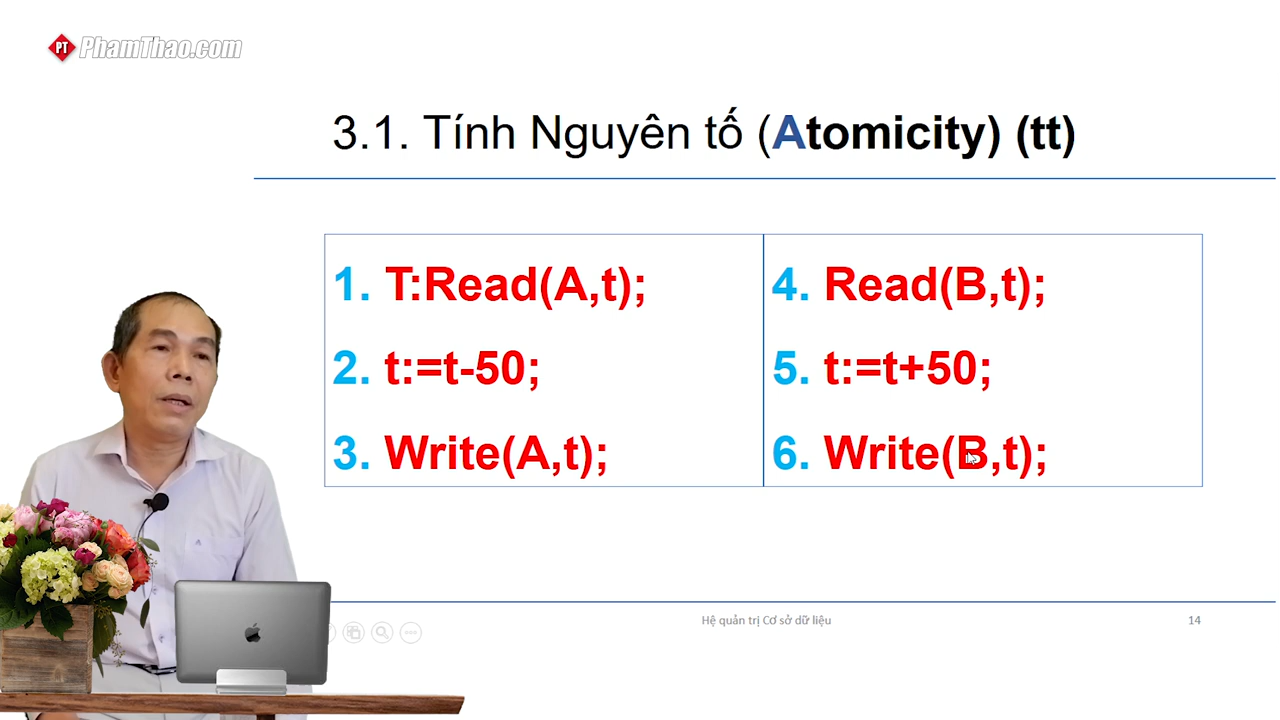 PT PhamThao.com
3.1. Tính Nguyên tố (Atomicity) (tt)
1. T:Read(A,t);
2. t:=t-50;
3. Write(A,t);
4. Read(B,t);
5. t:=t+50;
6. Write(B,t);
Hệ quản trị Cơ sở dữ liệu
14